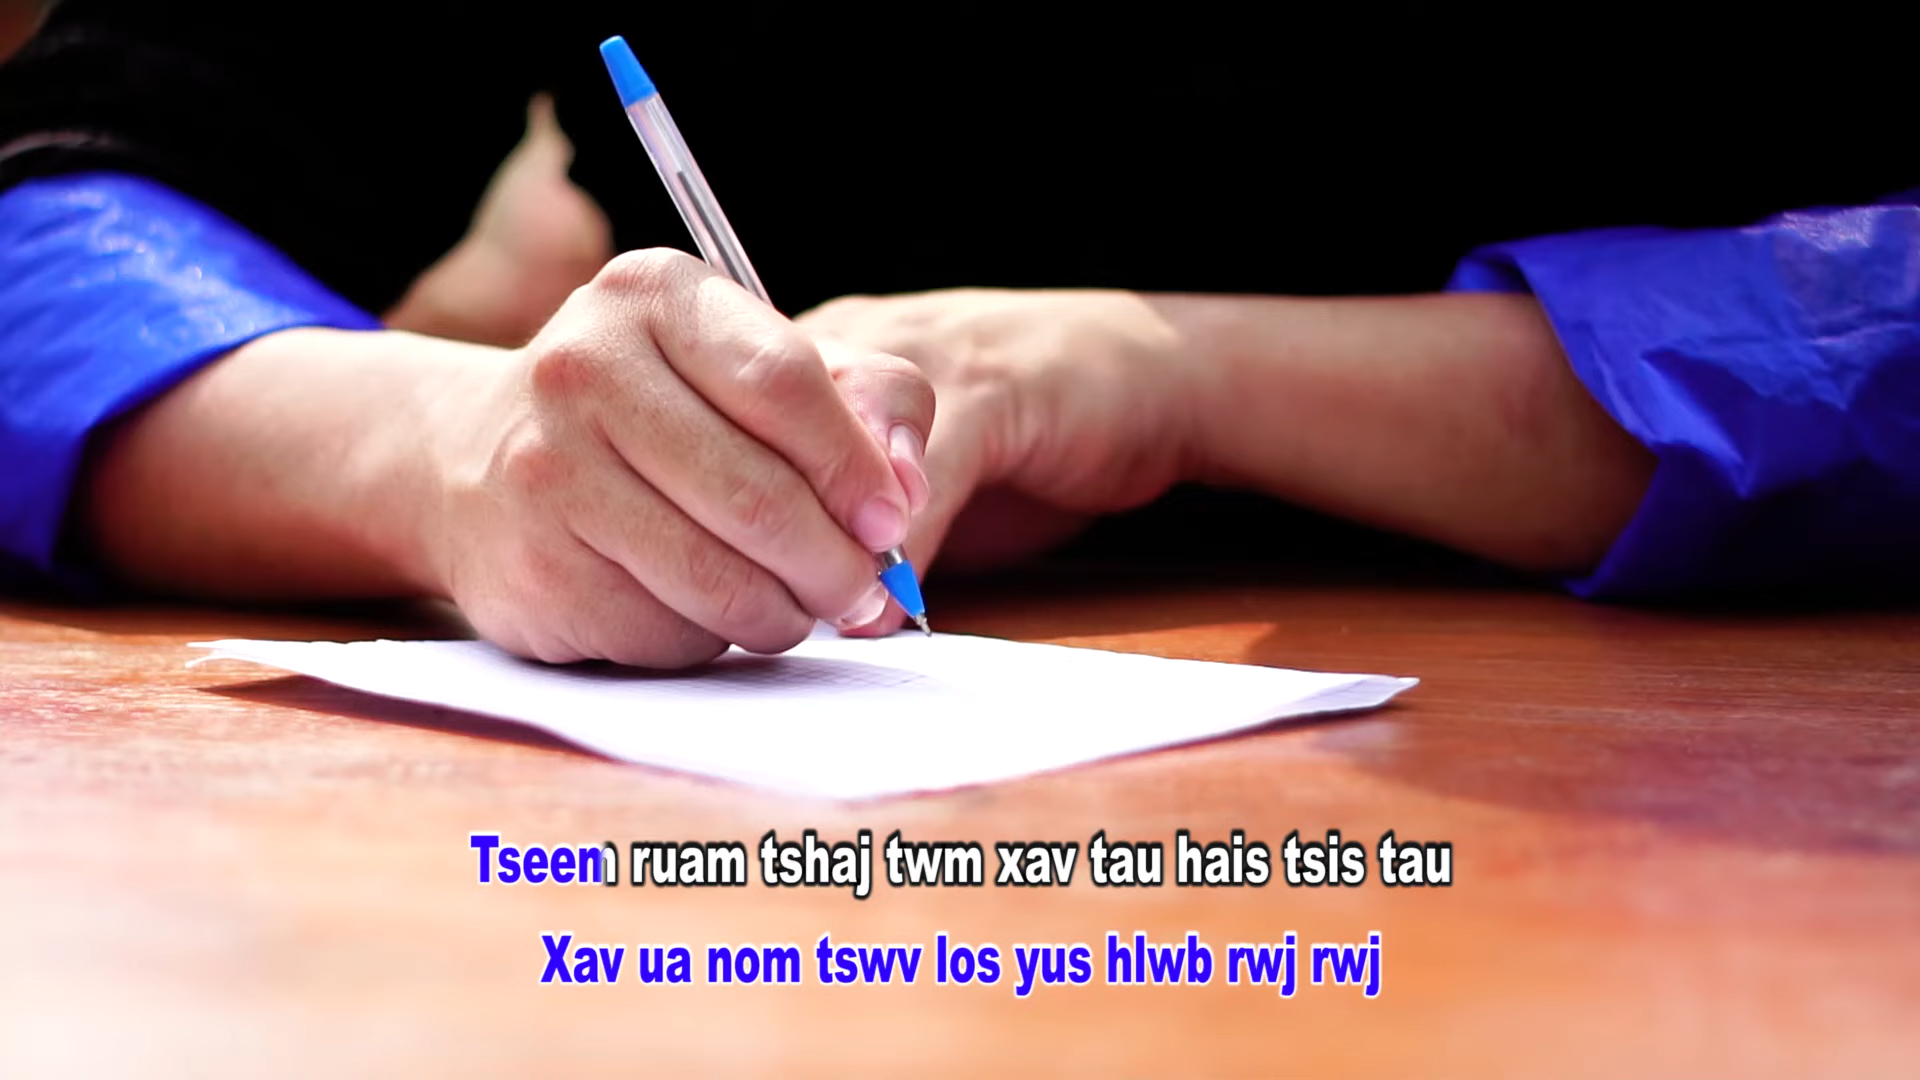 Tseem ruam tshaj twm xav tau hais tsis tau
Xav ua nom tswv los yus hlwb rwj rwj